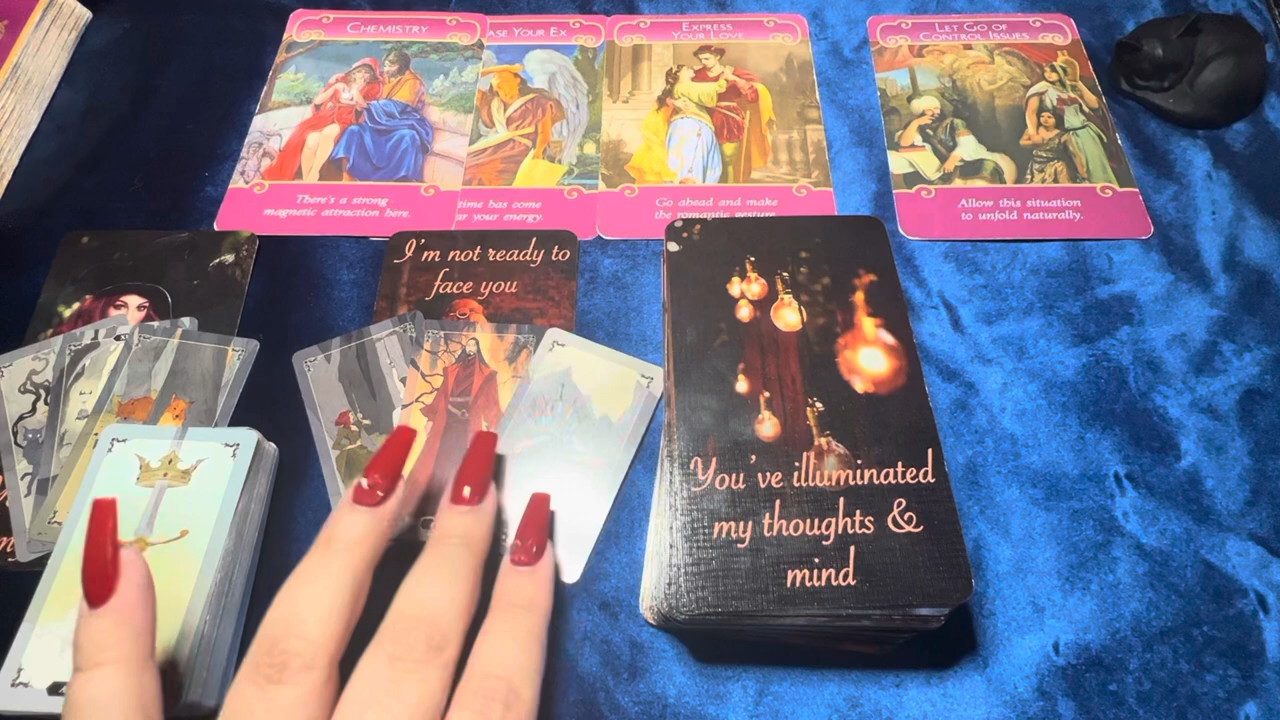 CHEMISTRY
ASE YOUR EX
EXPRESS
YOUR LOVE
LET GO OF
CONTROL ISSUES
There's a strong
magnetic attraction here.
time has come
ar your energy.
Go ahead and make
the romantic gesture
Allow this situation
to unfold naturally.
I'm not ready to
face you
You've illuminated
my thoughts &
mind